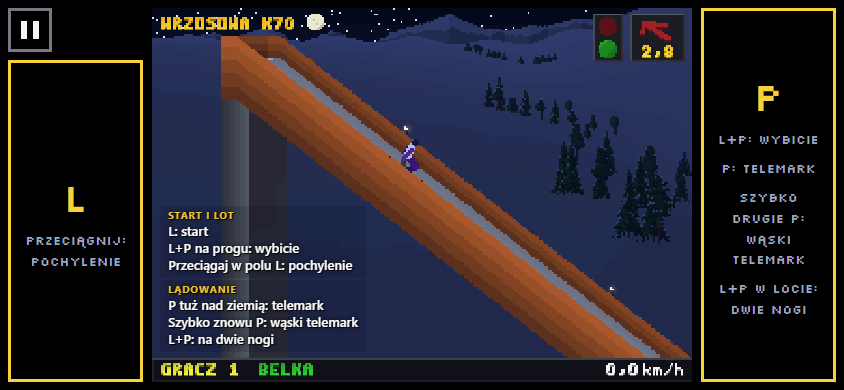 WRZOSOWA K70
2,8
L
PRZECIĄGNIJ:
POCHYLENIE
START I LOT
L: start
L+P na progu: wybicie
Przeciągaj w polu L: pochylenie
LĄDOWANIE
P tuż nad ziemią: telemark
Szybko znowu P: wąski telemark
L+P: na dwie nogi
P
L+P: WYBICIE
P: TELEMARK
SZYBKO
DRUGIE P:
WĄSKI
TELEMARK
L+P W LOCIE:
DWIE NOGI
GRACZ 1 BELKA
0,0 km/h